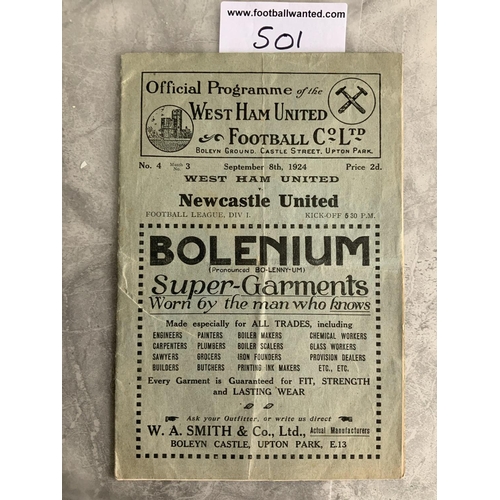 www.footballwanted.com
501
Official Programme of the
WEST HAM UNITED
FOOTBALL CO LTD
BOLEYN GROUND, CASTLE STREET, UPTON PARK.
No. 4 Match No. 3 September 8th, 1924 Price 2d.
WEST HAM UNITED
v.
Newcastle United
FOOTBALL LEAGUE, DIV I. KICK-OFF 5 30 P.M.
BOLENIUM
(Pronounced BO-LENNY-UM)
Super-Garments
Worn by the man who knows
Made especially for ALL TRADES, including
ENGINEERS PAINTERS BOILER MAKERS CHEMICAL WORKERS
CARPENTERS PLUMBERS BOILER SCALERS GLASS WORKERS
SAWYERS GROCERS IRON FOUNDERS PROVISION DEALERS
BUILDERS BUTCHERS PRINTING INK MAKERS ETC., ETC.
Every Garment is Guaranteed for FIT, STRENGTH
and LASTING WEAR
Ask your Outfitter, or write us direct
W. A. SMITH & Co., Ltd., Actual Manufacturers
BOLEYN CASTLE, UPTON PARK, E.13